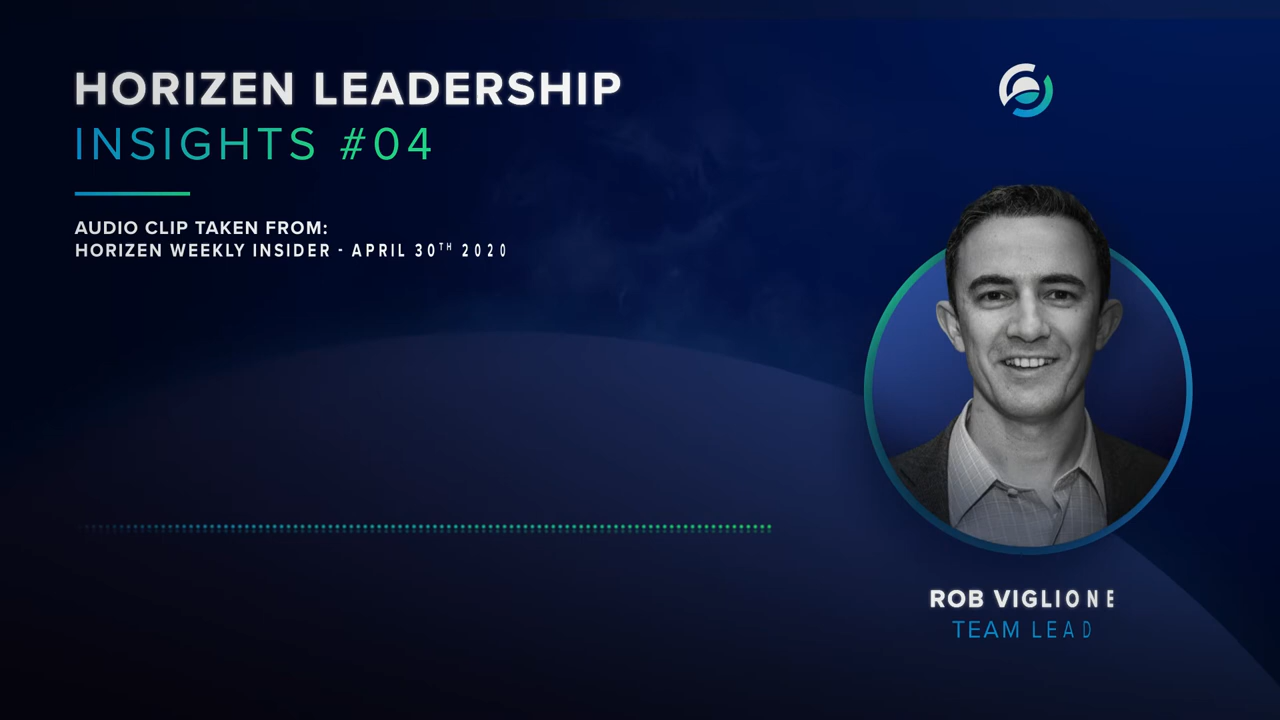 HORIZEN LEADERSHIP
INSIGHTS #04
AUDIO CLIP TAKEN FROM:
HORIZEN WEEKLY INSIDER - APRIL 30TH 2020
ROB VIGLIONE
TEAM LEAD